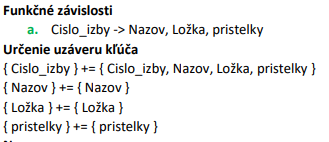 Funkčné závislosti
a. Cislo_izby -> Nazov, Ložka, pristelky
Určenie uzáveru kľúča
{ Cislo_izby } += { Cislo_izby, Nazov, Ložka, pristelky }
{ Nazov } += { Nazov }
{ Ložka } += { Ložka }
{ pristelky } += { pristelky }